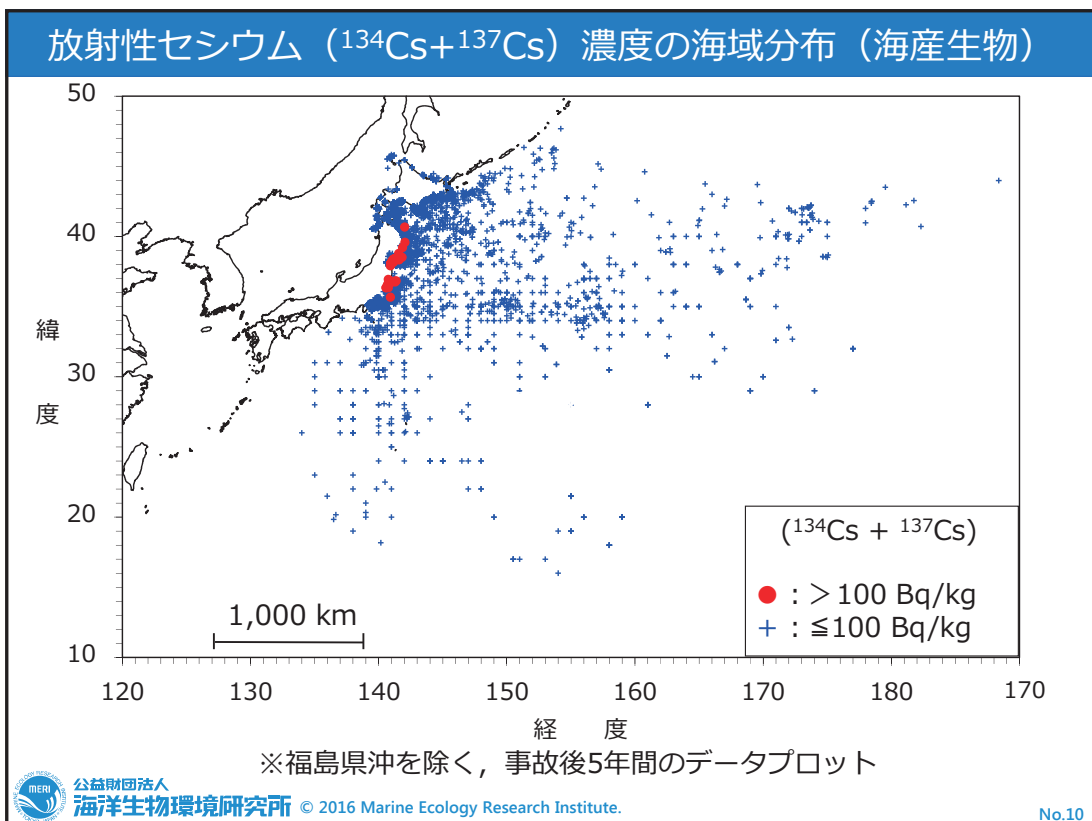 放射性セシウム（¹³⁴Cs+¹³⁷Cs）濃度の海域分布（海産生物）
50
40
30
20
10
緯
度
120 130 140 150 160 170 180 170
経 度
1,000 km
(¹³⁴Cs + ¹³⁷Cs)
：＞100 Bq/kg
：≦100 Bq/kg
※福島県沖を除く，事故後5年間のデータプロット
MERI
MARINE ECOLOGY RESEARCH INSTITUTE
公益財団法人
海洋生物環境研究所 © 2016 Marine Ecology Research Institute.
No.10